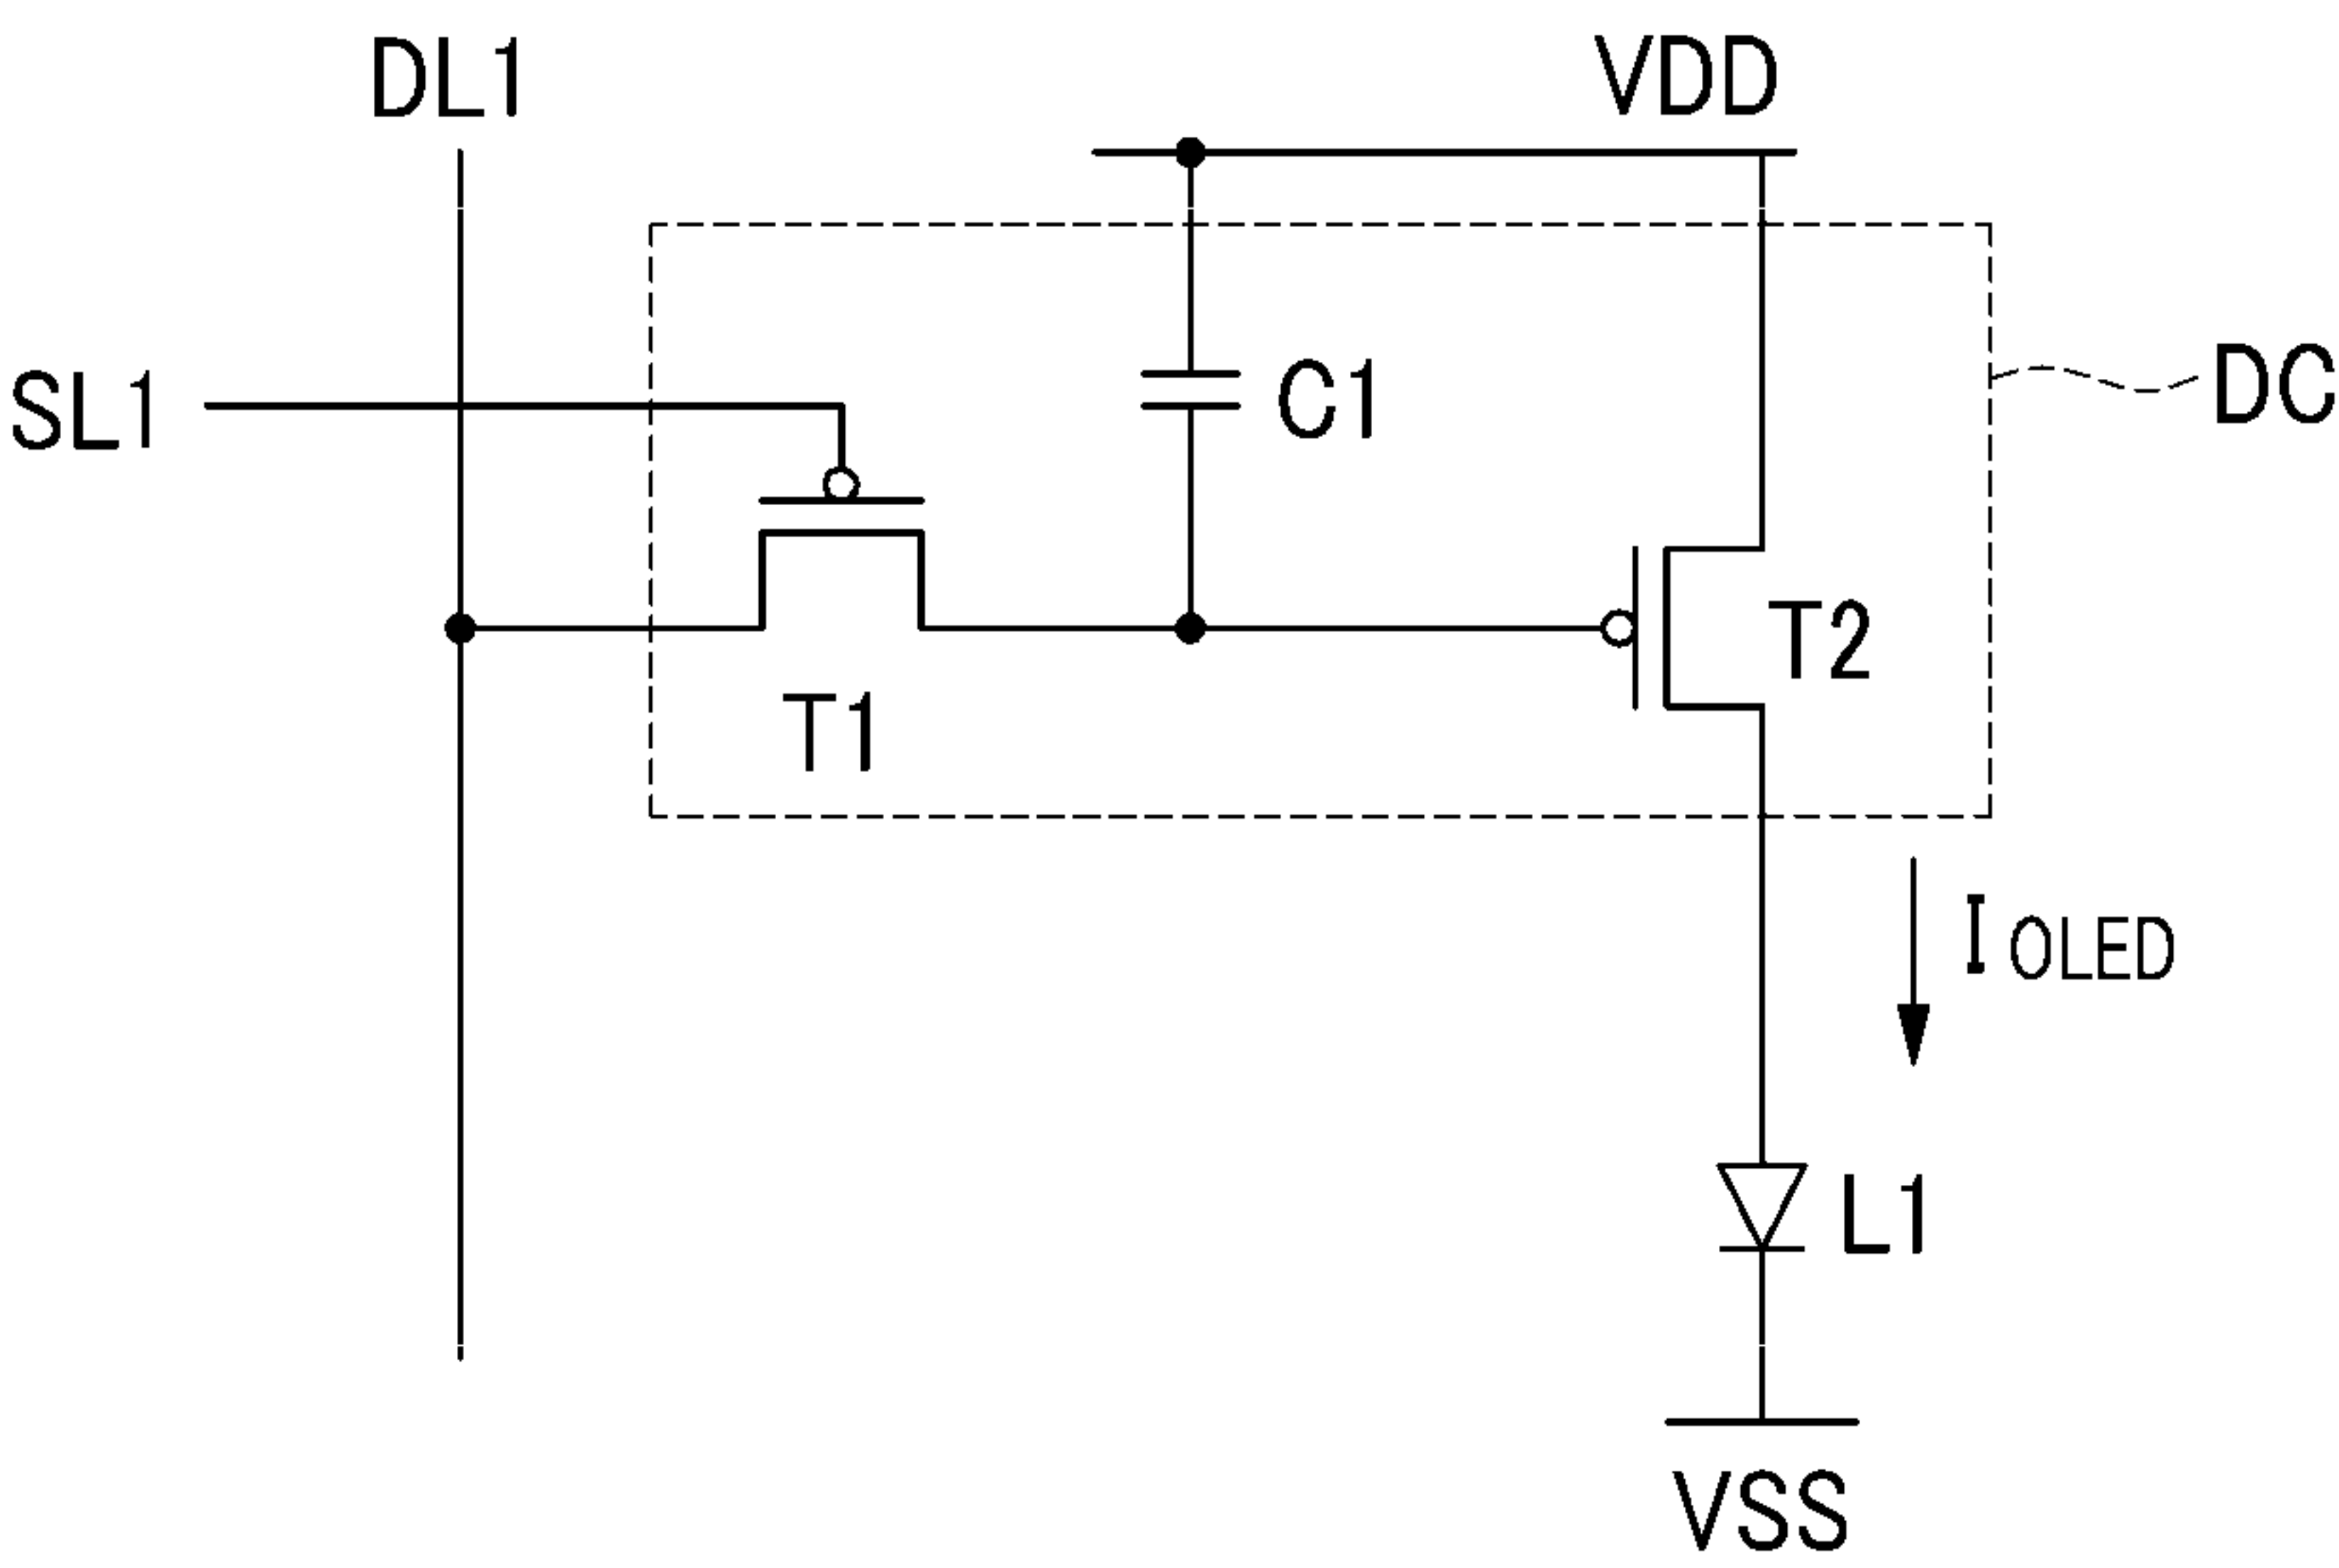 DL1
VDD
SL1
C1
DC
T2
T1
I OLED
L1
VSS